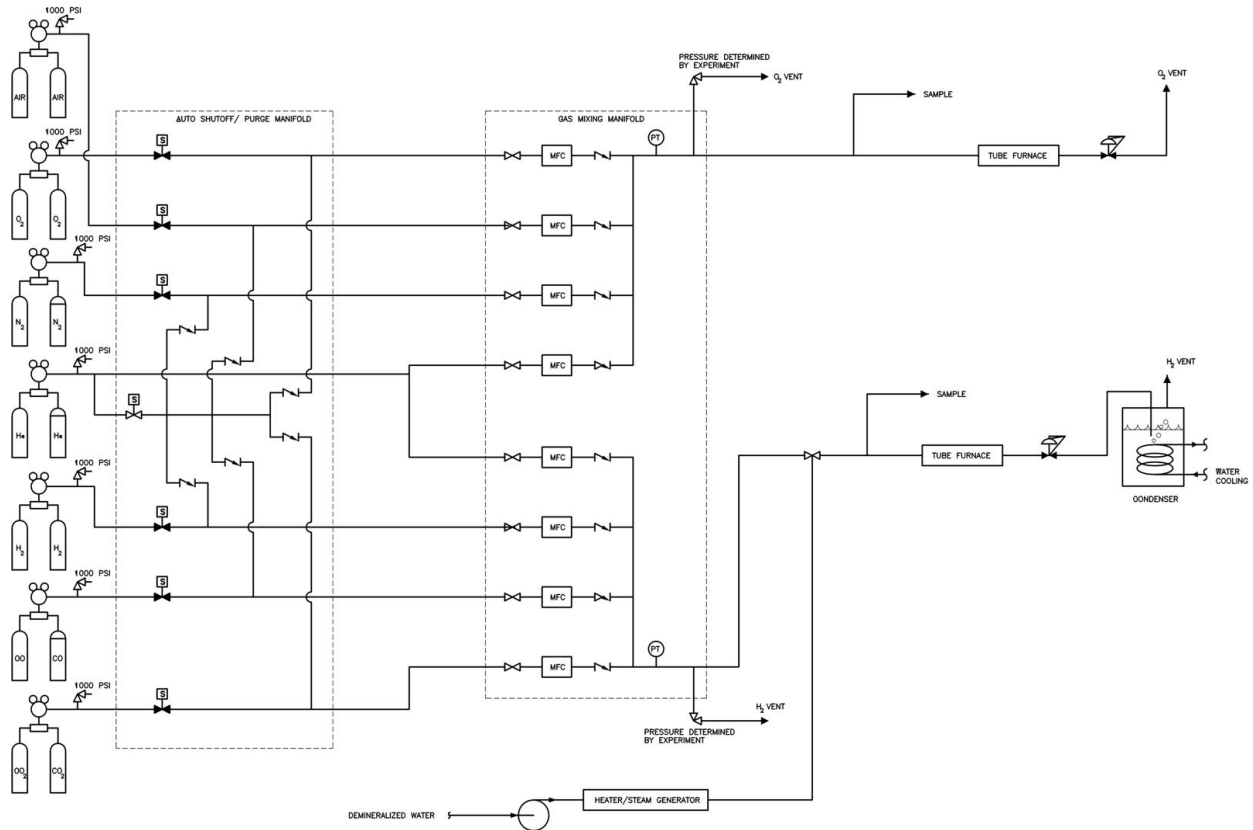 1000 PSI
AIR
AIR
1000 PSI
O2
O2
1000 PSI
N2
N2
1000 PSI
He
He
1000 PSI
H2
H2
1000 PSI
OO
CO
1000 PSI
OO2
CO2
AUTO SHUTOFF/ PURGE MANIFOLD
S
S
S
S
S
S
S
GAS MIXING MANIFOLD
MFC
MFC
MFC
MFC
MFC
MFC
MFC
MFC
PT
PT
PRESSURE DETERMINED
BY EXPERIMENT
O2 VENT
SAMPLE
O2 VENT
TUBE FURNACE
SAMPLE
H2 VENT
TUBE FURNACE
WATER
COOLING
OONDENSER
H2 VENT
PRESSURE DETERMINED
BY EXPERIMENT
HEATER/STEAM GENERATOR
DEMINERALIZED WATER